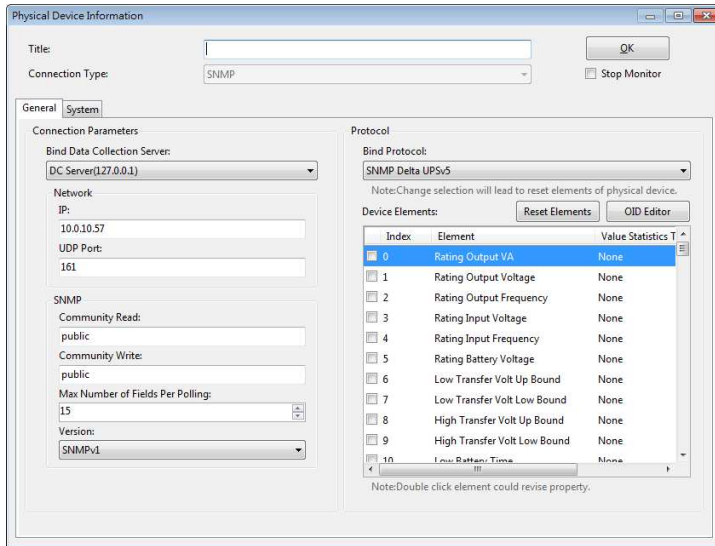 Physical Device Information
Title:
OK
Connection Type:
SNMP
Stop Monitor
General
System
Connection Parameters
Bind Data Collection Server:
DC Server(127.0.0.1)
Network
IP:
10.0.10.57
UDP Port:
161
SNMP
Community Read:
public
Community Write:
public
Max Number of Fields Per Polling:
15
Version:
SNMPv1
Protocol
Bind Protocol:
SNMP Delta UPSv5
Note:Change selection will lead to reset elements of physical device.
Device Elements:
Reset Elements
OID Editor
Index Element Value Statistics T
0 Rating Output VA None
1 Rating Output Voltage None
2 Rating Output Frequency None
3 Rating Input Voltage None
4 Rating Input Frequency None
5 Rating Battery Voltage None
6 Low Transfer Volt Up Bound None
7 Low Transfer Volt Low Bound None
8 High Transfer Volt Up Bound None
9 High Transfer Volt Low Bound None
10 Low Battery Time None
Note:Double click element could revise property.